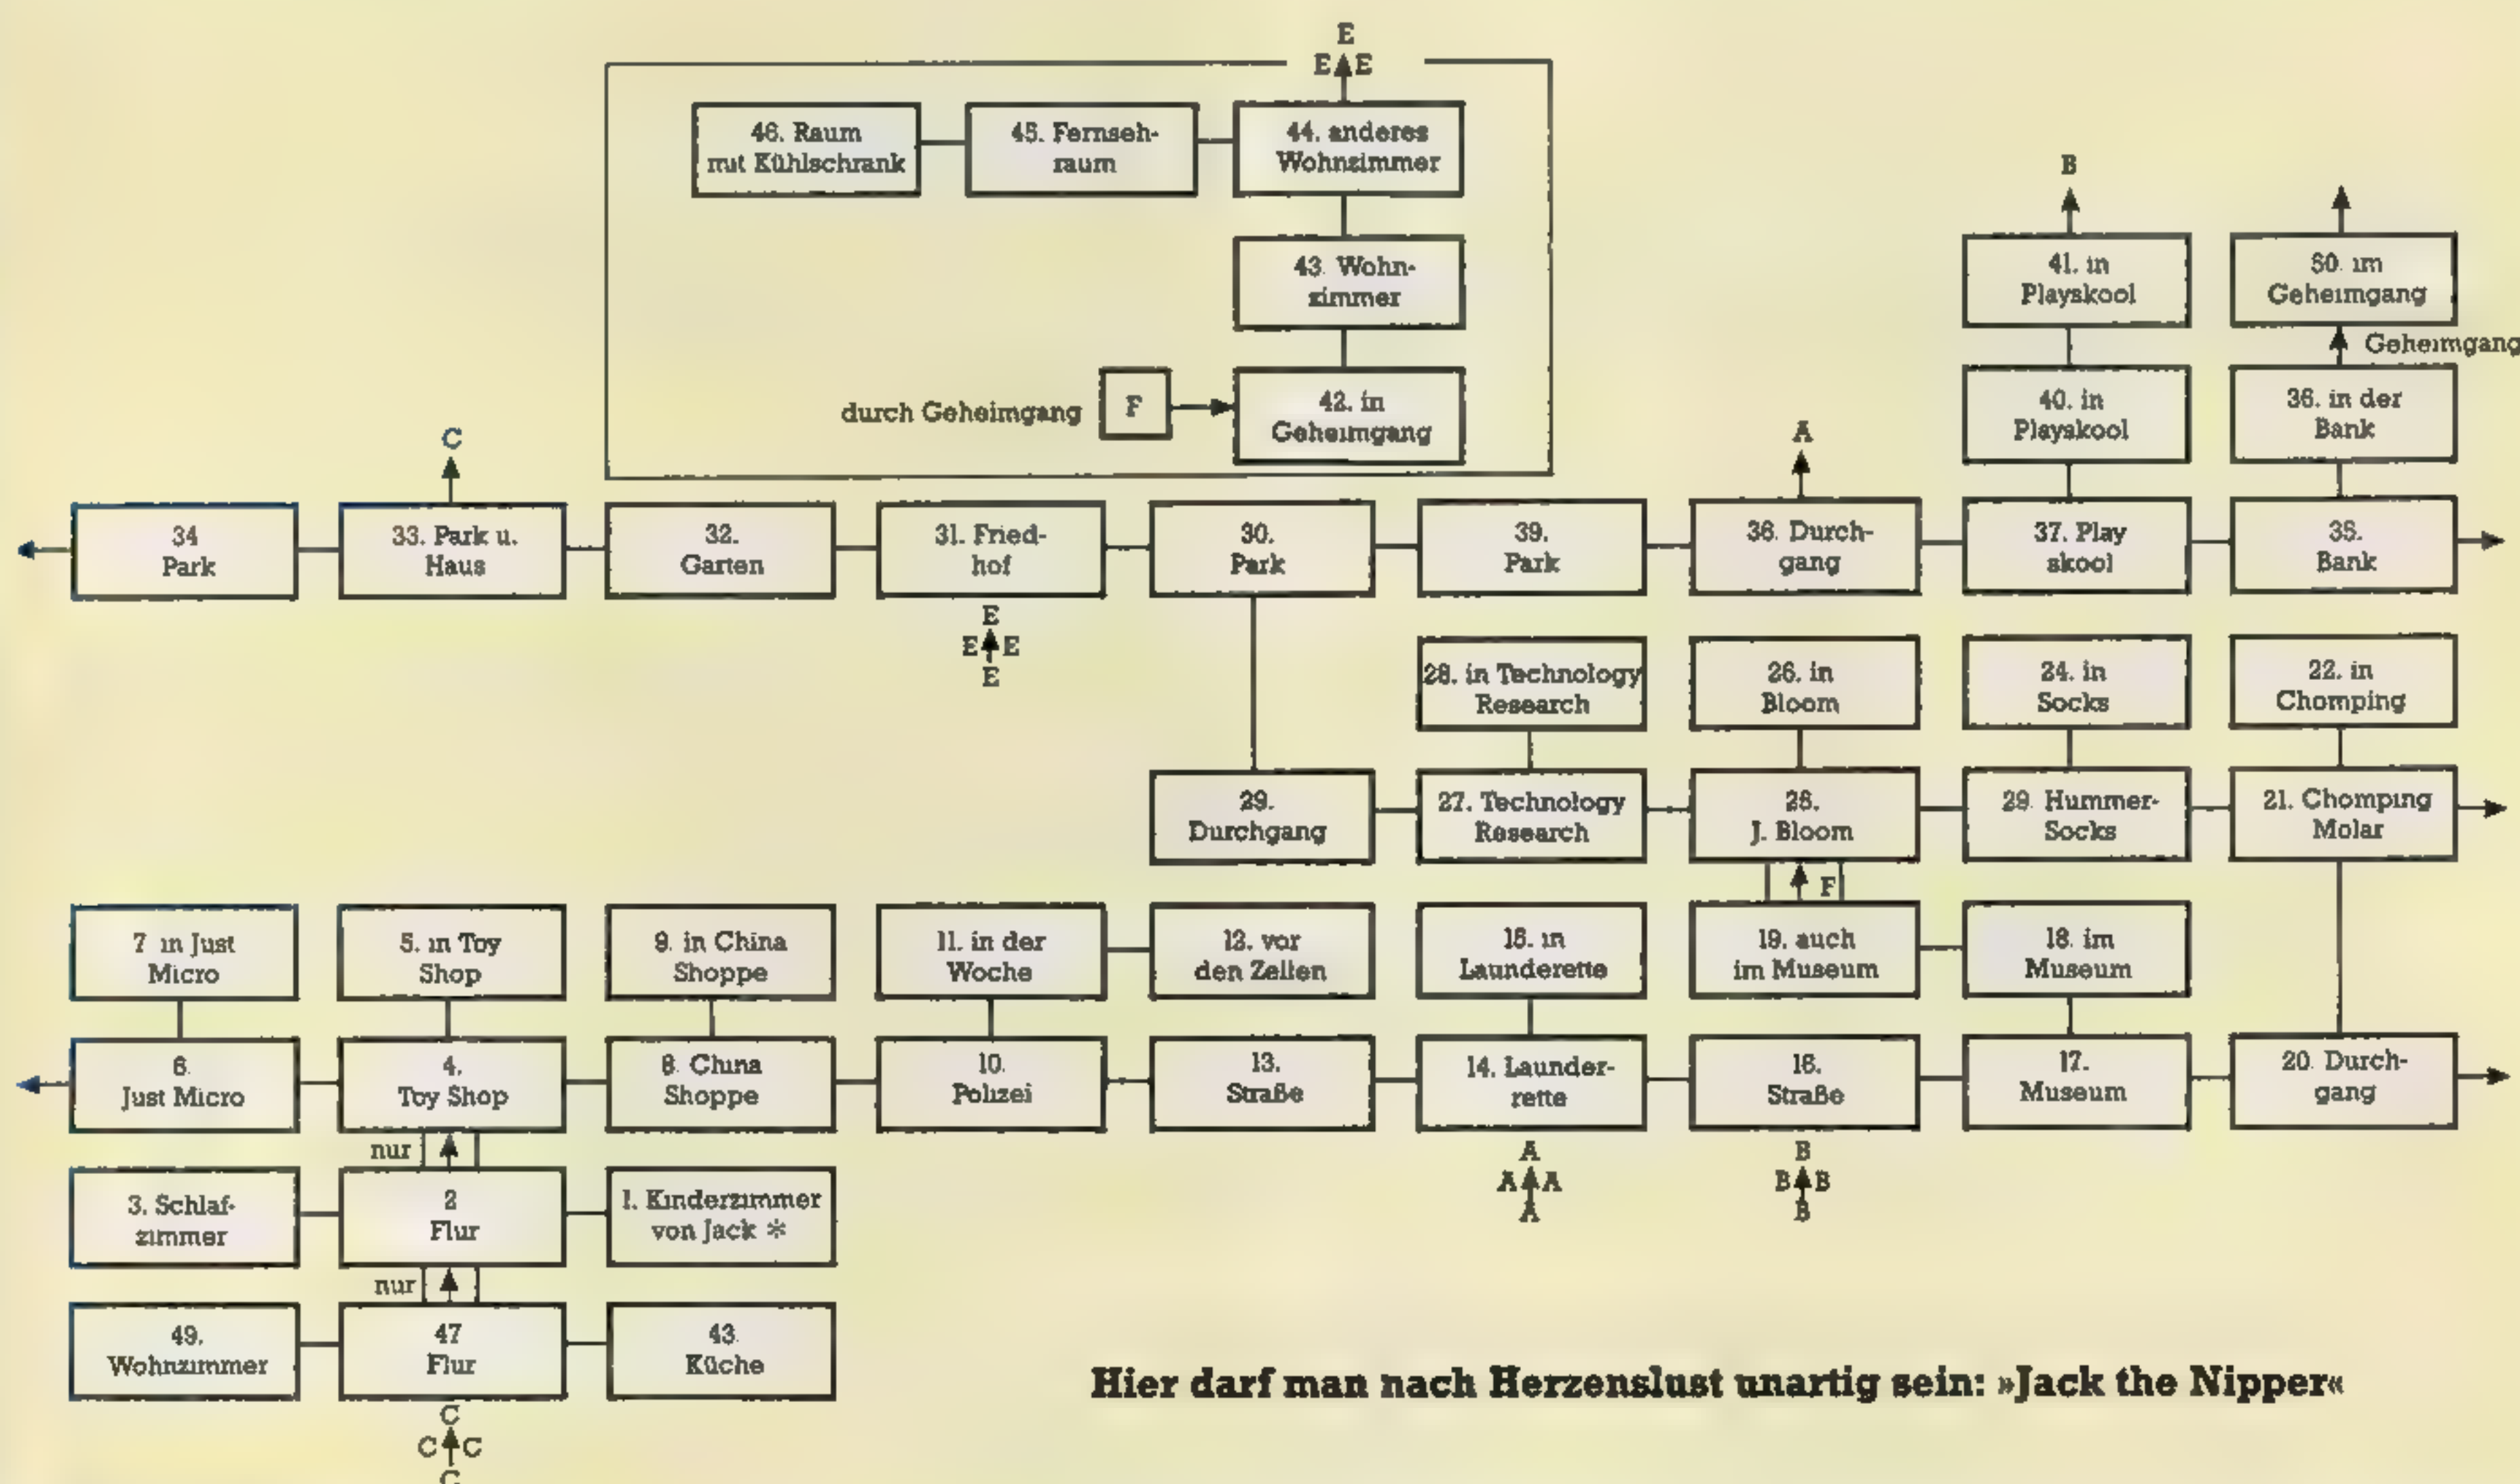 E
E E
46. Raum
mit Kühlschrank
45. Fernseh-
raum
44. anderes
Wohnzimmer
43. Wohn-
zimmer
durch Geheimgang
F
42. in
Geheimgang
B
41. in
Playskool
50. im
Geheimgang
Geheimgang
40. in
Playskool
36. in der
Bank
C
A
34
Park
33. Park u.
Haus
32.
Garten
31. Fried-
hof
30.
Park
39.
Park
38. Durch-
gang
37. Play
skool
35.
Bank
E
E E
E
28. in Technology
Research
26. in
Bloom
24. in
Socks
22. in
Chomping
29.
Durchgang
27. Technology
Research
25.
J. Bloom
29. Hummer-
Socks
21. Chomping
Molar
F
7 in Just
Micro
5. in Toy
Shop
9. in China
Shoppe
11. in der
Woche
12. vor
den Zellen
15. in
Launderette
19. auch
im Museum
18. im
Museum
6.
Just Micro
4.
Toy Shop
8. China
Shoppe
10.
Polizei
13.
Straße
14. Launder-
rette
16.
Straße
17.
Museum
20. Durch-
gang
nur
A
A A
A
B
B B
B
3. Schlaf-
zimmer
2
Flur
1. Kinderzimmer
von Jack *
nur
49.
Wohnzimmer
47
Flur
43.
Küche
C
C C
C
Hier darf man nach Herzenslust unartig sein: »Jack the Nipper«